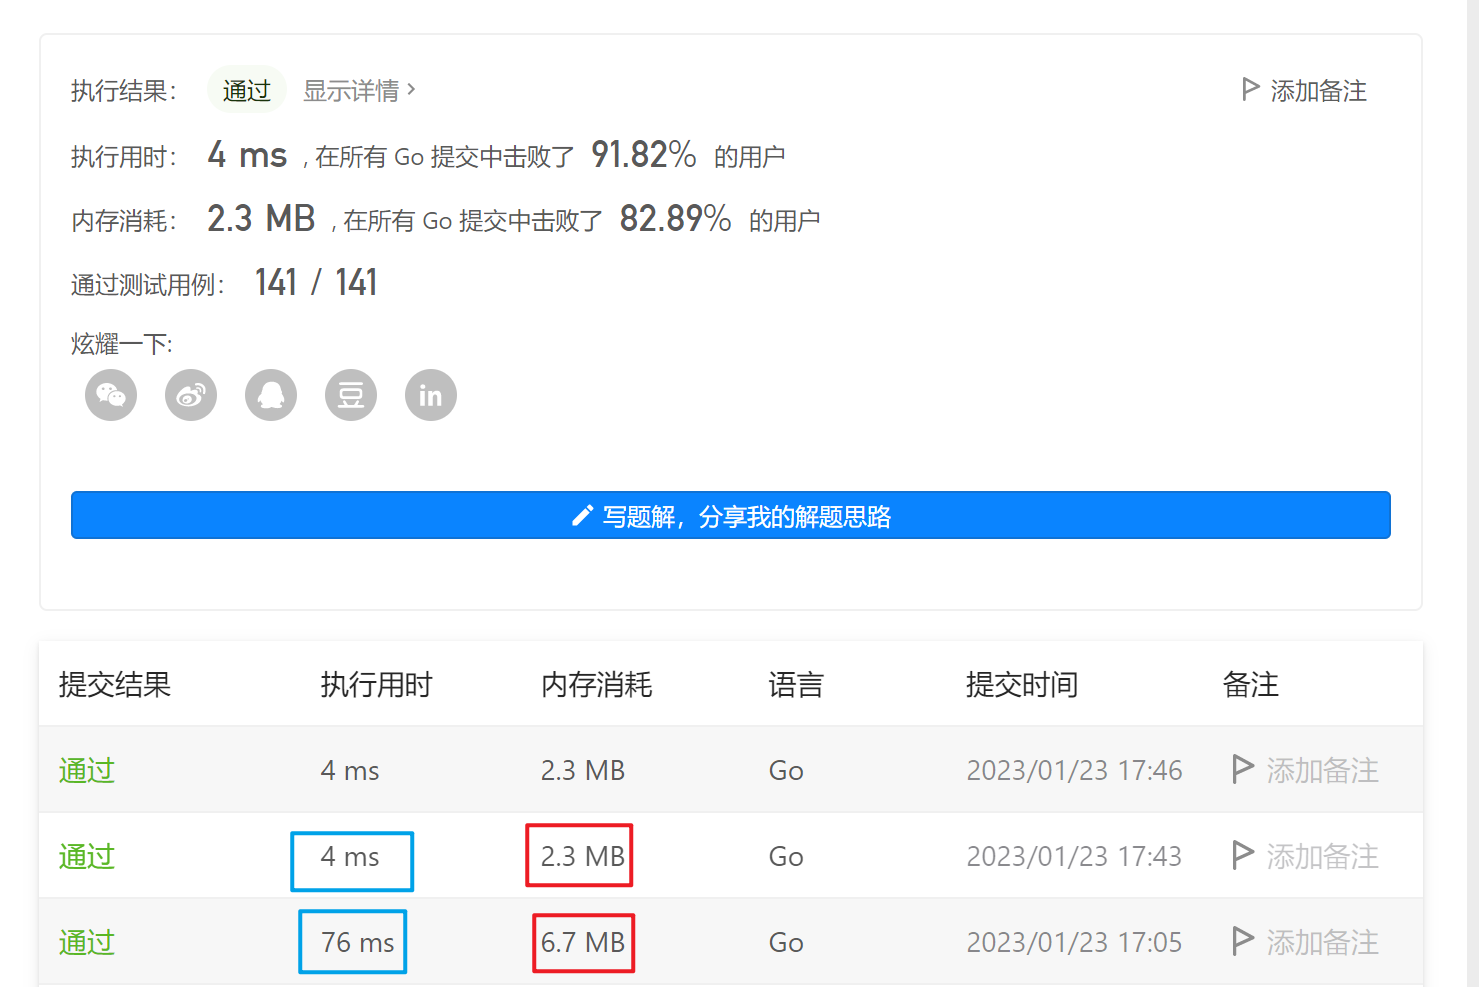 执行结果： 通过 显示详情 > 添加备注
执行用时： 4 ms , 在所有 Go 提交中击败了 91.82% 的用户
内存消耗： 2.3 MB , 在所有 Go 提交中击败了 82.89% 的用户
通过测试用例： 141 / 141
炫耀一下:
in
写题解，分享我的解题思路
提交结果 执行用时 内存消耗 语言 提交时间 备注
通过 4 ms 2.3 MB Go 2023/01/23 17:46 添加备注
通过 4 ms 2.3 MB Go 2023/01/23 17:43 添加备注
通过 76 ms 6.7 MB Go 2023/01/23 17:05 添加备注